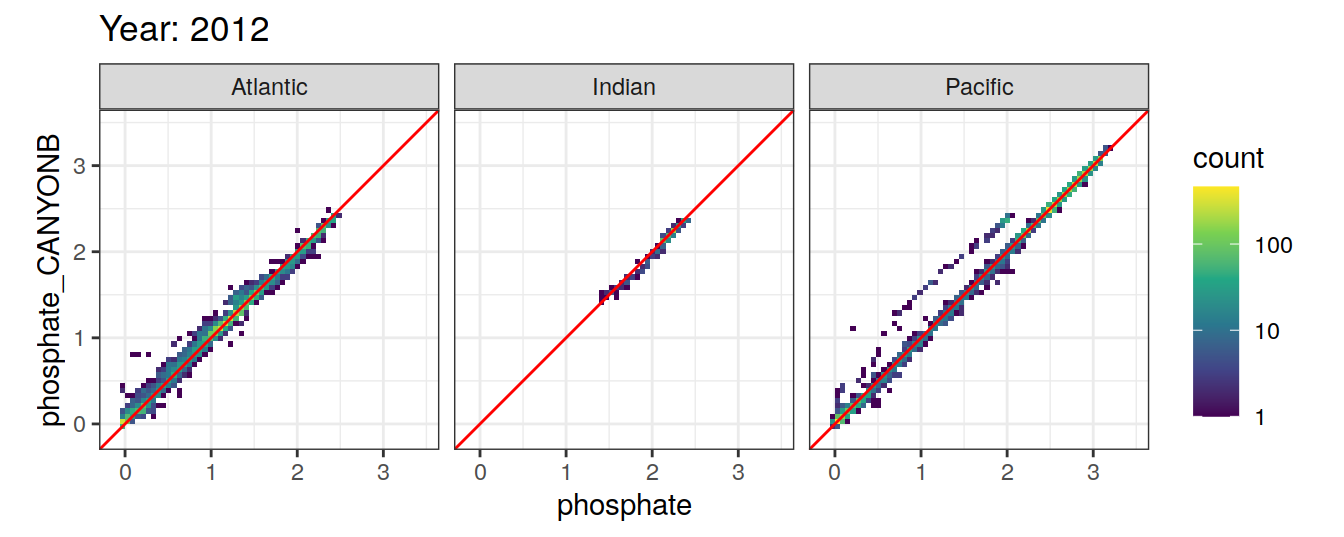 Year: 2012
Atlantic
Indian
Pacific
phosphate_CANYONB
3
2
1
0
0 1 2 3
0 1 2 3
0 1 2 3
phosphate
count
100
10
1